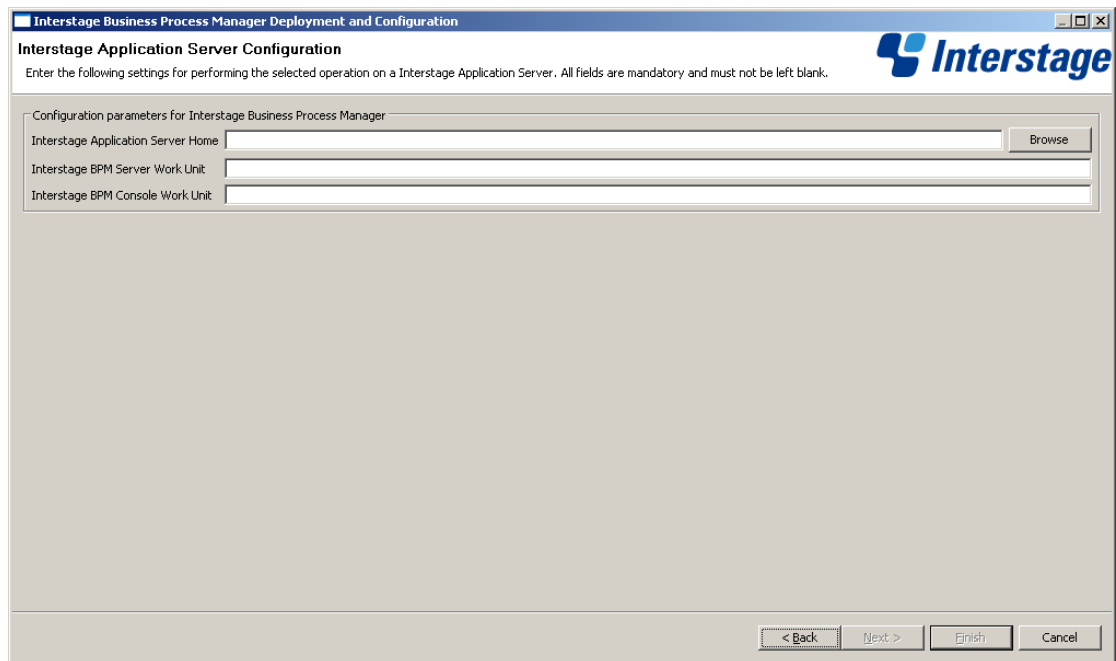 Interstage Business Process Manager Deployment and Configuration
Interstage Application Server Configuration
Enter the following settings for performing the selected operation on a Interstage Application Server. All fields are mandatory and must not be left blank.
Interstage
Configuration parameters for Interstage Business Process Manager
Interstage Application Server Home
Browse
Interstage BPM Server Work Unit
Interstage BPM Console Work Unit
< Back Next > Finish Cancel